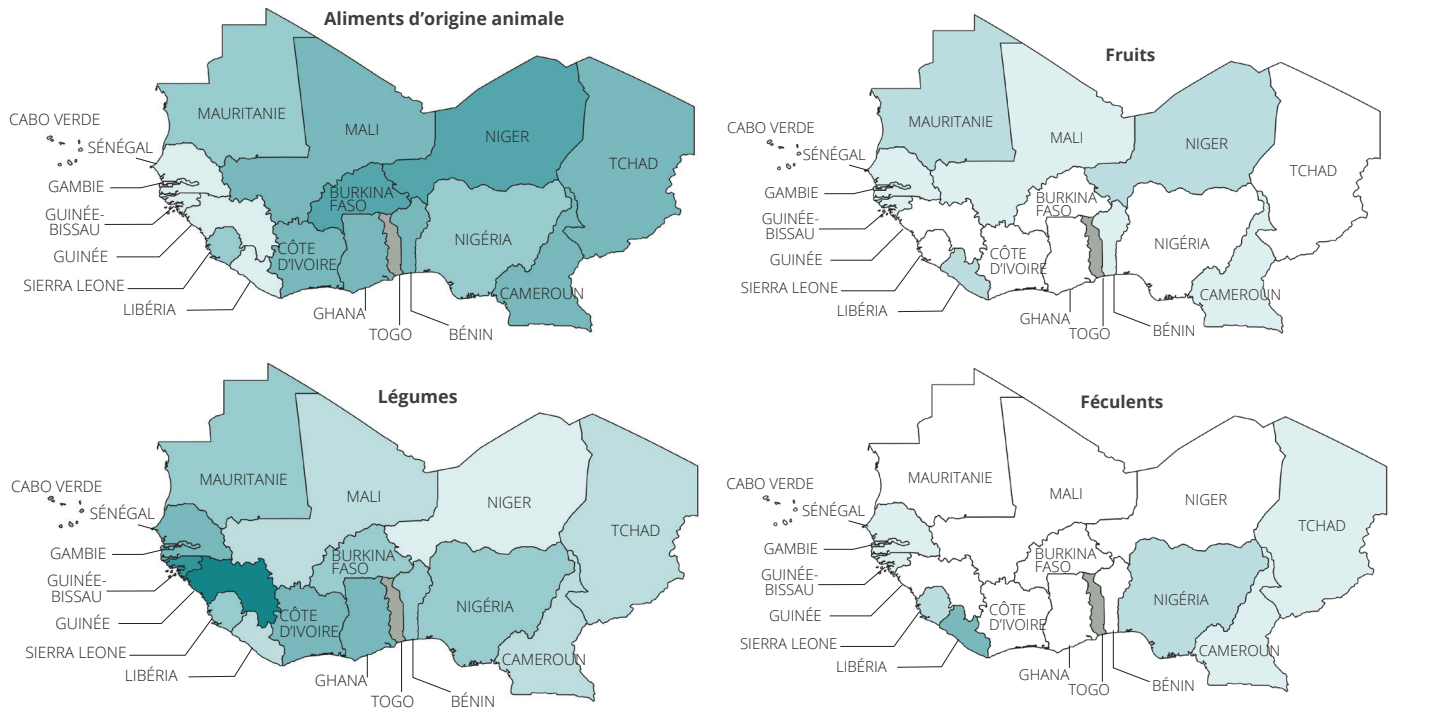 Aliments d'origine animale
MAURITANIE
MALI
NIGER
TCHAD
CABO VERDE
SÉNÉGAL
GAMBIE
GUINÉE-
BISSAU
GUINÉE
SIERRA LEONE
LIBÉRIA
BURKINA
FASO
CÔTE
D'IVOIRE
NIGÉRIA
CAMEROUN
GHANA
TOGO
BÉNIN
Fruits
MAURITANIE
MALI
NIGER
TCHAD
CABO VERDE
SÉNÉGAL
GAMBIE
GUINÉE-
BISSAU
GUINÉE
SIERRA LEONE
LIBÉRIA
BURKINA
FASO
CÔTE
D'IVOIRE
NIGÉRIA
CAMEROUN
GHANA
TOGO
BÉNIN
Légumes
MAURITANIE
MALI
NIGER
TCHAD
CABO VERDE
SÉNÉGAL
GAMBIE
GUINÉE-
BISSAU
GUINÉE
SIERRA LEONE
LIBÉRIA
BURKINA
FASO
CÔTE
D'IVOIRE
NIGÉRIA
CAMEROUN
GHANA
TOGO
BÉNIN
Féculents
MAURITANIE
MALI
NIGER
TCHAD
CABO VERDE
SÉNÉGAL
GAMBIE
GUINÉE-
BISSAU
GUINÉE
SIERRA LEONE
LIBÉRIA
BURKINA
FASO
CÔTE
D'IVOIRE
NIGÉRIA
CAMEROUN
GHANA
TOGO
BÉNIN